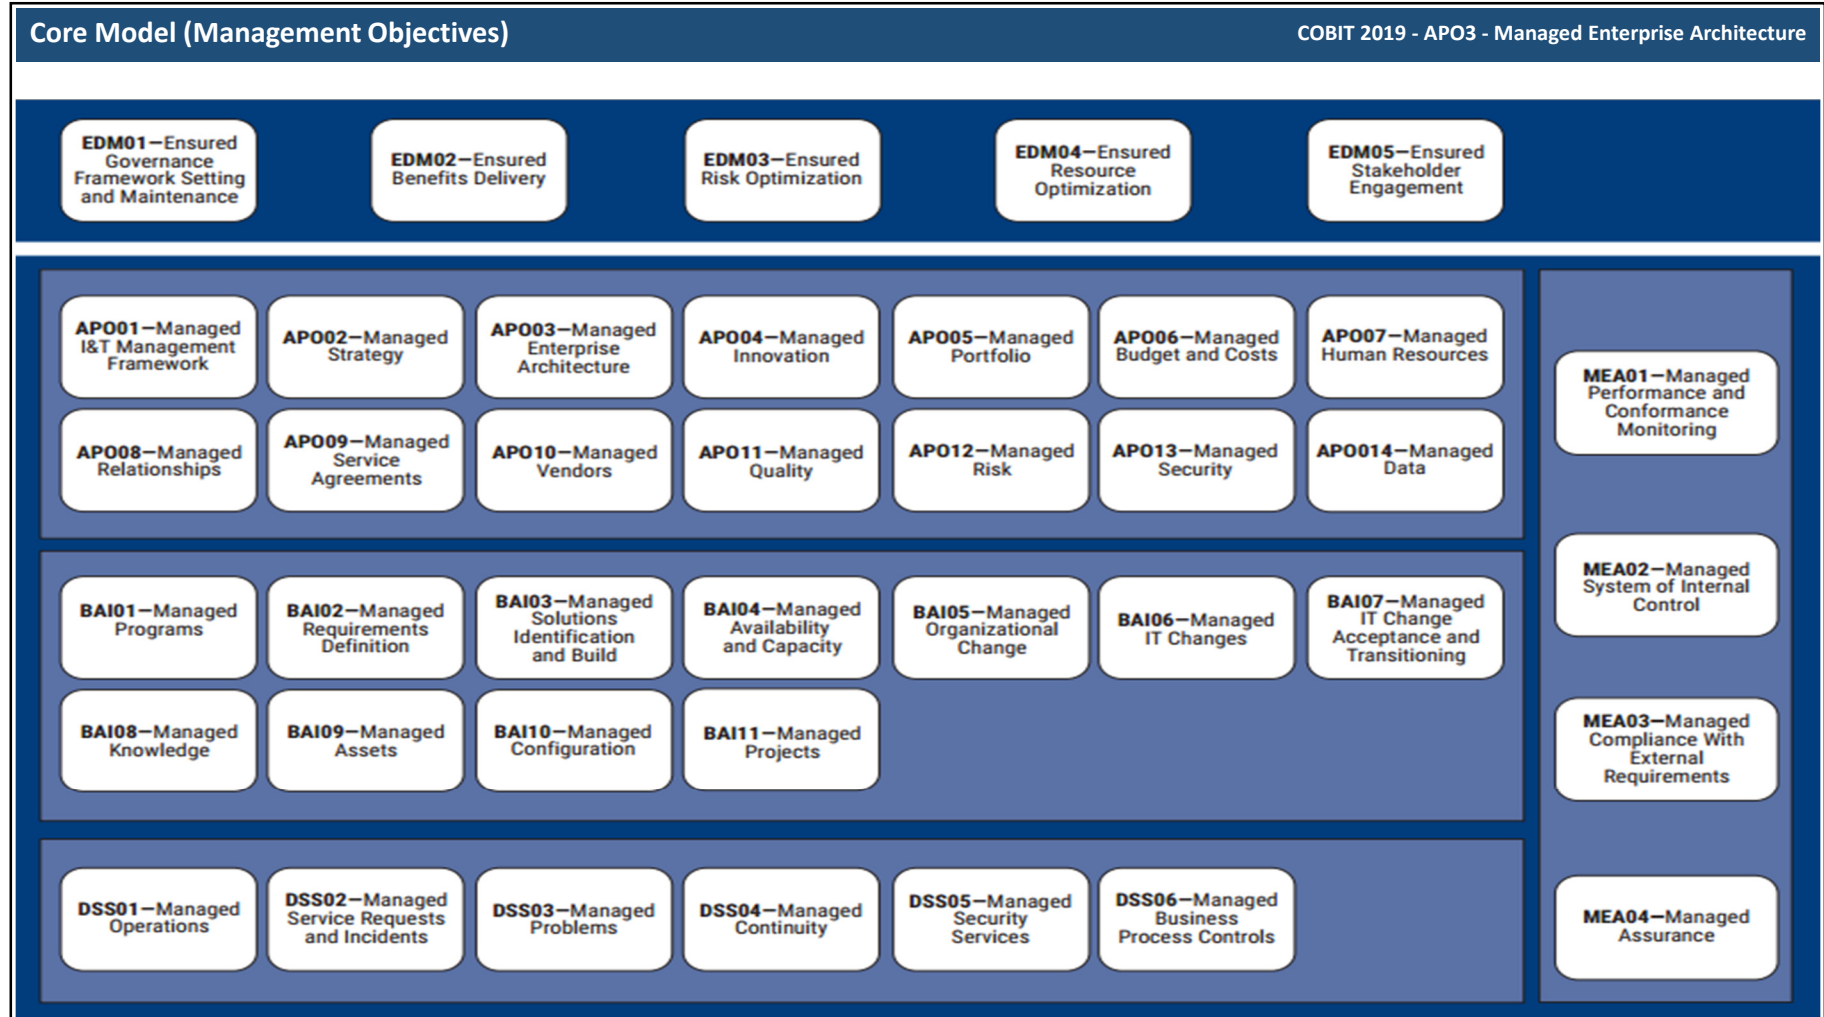 Core Model (Management Objectives)
COBIT 2019 - APO3 - Managed Enterprise Architecture
EDM01—Ensured
Governance
Framework Setting
and Maintenance
EDM02—Ensured
Benefits Delivery
EDM03—Ensured
Risk Optimization
EDM04—Ensured
Resource
Optimization
EDM05—Ensured
Stakeholder
Engagement
APO01—Managed
I&T Management
Framework
APO02—Managed
Strategy
APO03—Managed
Enterprise
Architecture
APO04—Managed
Innovation
APO05—Managed
Portfolio
APO06—Managed
Budget and Costs
APO07—Managed
Human Resources
APO08—Managed
Relationships
APO09—Managed
Service
Agreements
APO10—Managed
Vendors
APO11—Managed
Quality
APO12—Managed
Risk
APO13—Managed
Security
APO014—Managed
Data
BAI01—Managed
Programs
BAI02—Managed
Requirements
Definition
BAI03—Managed
Solutions
Identification
and Build
BAI04—Managed
Availability
and Capacity
BAI05—Managed
Organizational
Change
BAI06—Managed
IT Changes
BAI07—Managed
IT Change
Acceptance and
Transitioning
BAI08—Managed
Knowledge
BAI09—Managed
Assets
BAI10—Managed
Configuration
BAI11—Managed
Projects
DSS01—Managed
Operations
DSS02—Managed
Service Requests
and Incidents
DSS03—Managed
Problems
DSS04—Managed
Continuity
DSS05—Managed
Security
Services
DSS06—Managed
Business
Process Controls
MEA01—Managed
Performance and
Conformance
Monitoring
MEA02—Managed
System of Internal
Control
MEA03—Managed
Compliance With
External
Requirements
MEA04—Managed
Assurance